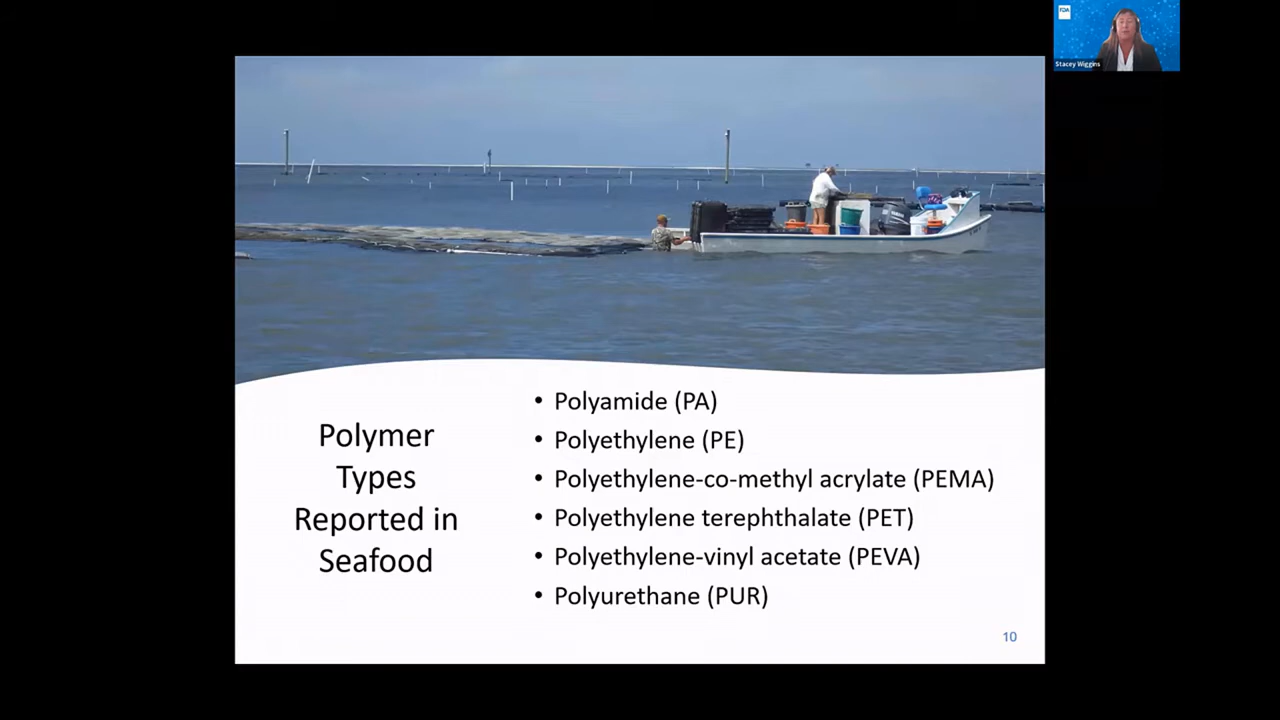 FDA
Stacey Wiggins
Polymer
Types
Reported in
Seafood
• Polyamide (PA)
• Polyethylene (PE)
• Polyethylene-co-methyl acrylate (PEMA)
• Polyethylene terephthalate (PET)
• Polyethylene-vinyl acetate (PEVA)
• Polyurethane (PUR)
10